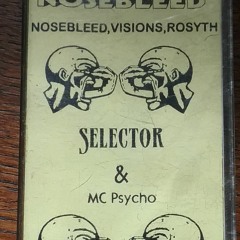 NOSEBLEED
NOSEBLEED,VISIONS,ROSYTH
SELECTOR
&
MC Psycho